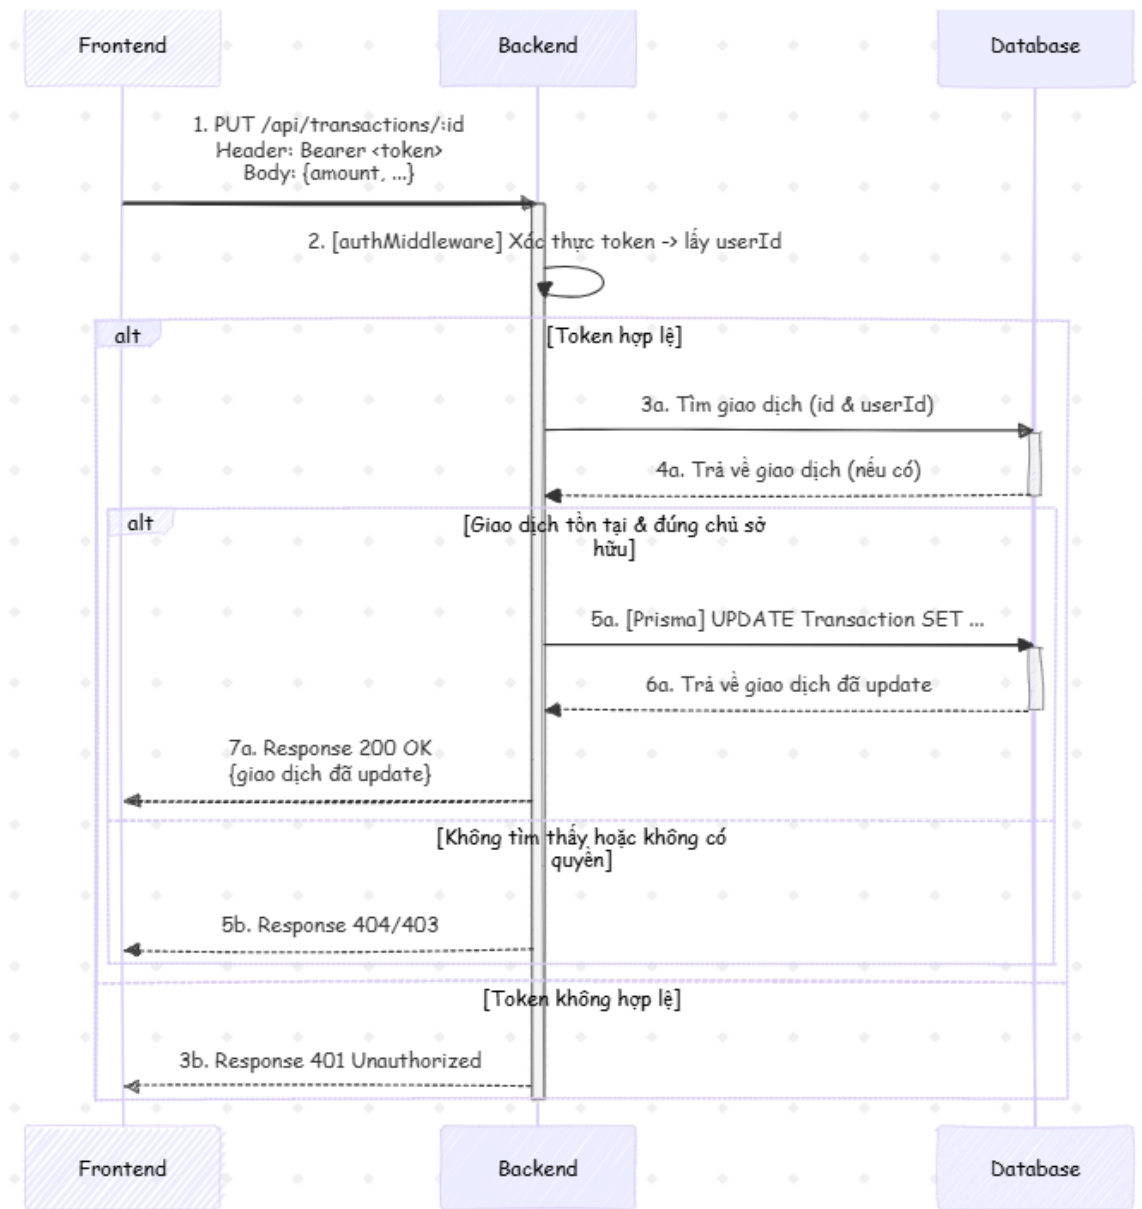 Frontend
Backend
Database
1. PUT /api/transactions/:id
Header: Bearer <token>
Body: {amount, ...}
2. [authMiddleware] Xác thực token -> lấy userId
alt
[Token hợp lệ]
3a. Tìm giao dịch (id & userId)
4a. Trả về giao dịch (nếu có)
alt
[Giao dịch tồn tại & đúng chủ sở
hữu]
5a. [Prisma] UPDATE Transaction SET ...
6a. Trả về giao dịch đã update
7a. Response 200 OK
{giao dịch đã update}
[Không tìm thấy hoặc không có
quyền]
5b. Response 404/403
[Token không hợp lệ]
3b. Response 401 Unauthorized
Frontend
Backend
Database